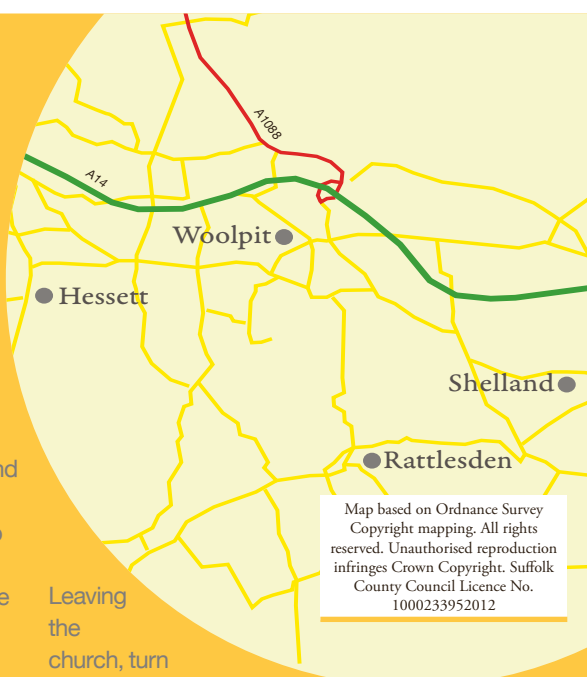 A1088
A14
Woolpit
Hessett
Shelland
Rattlesden
Map based on Ordnance Survey
Copyright mapping. All rights
reserved. Unauthorised reproduction
infringes Crown Copyright. Suffolk
County Council Licence No.
1000233952012
Leaving
the
church, turn